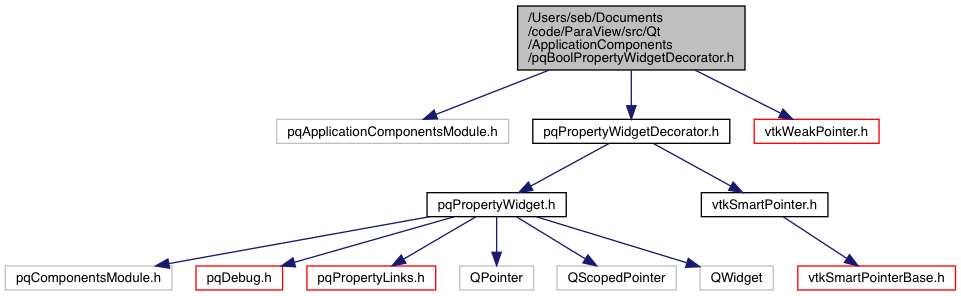 /Users/seb/Documents
/code/ParaView/src/Qt
/ApplicationComponents
/pqBoolPropertyWidgetDecorator.h
pqApplicationComponentsModule.h
pqPropertyWidgetDecorator.h
vtkWeakPointer.h
pqPropertyWidget.h
vtkSmartPointer.h
pqComponentsModule.h
pqDebug.h
pqPropertyLinks.h
QPointer
QScopedPointer
QWidget
vtkSmartPointerBase.h